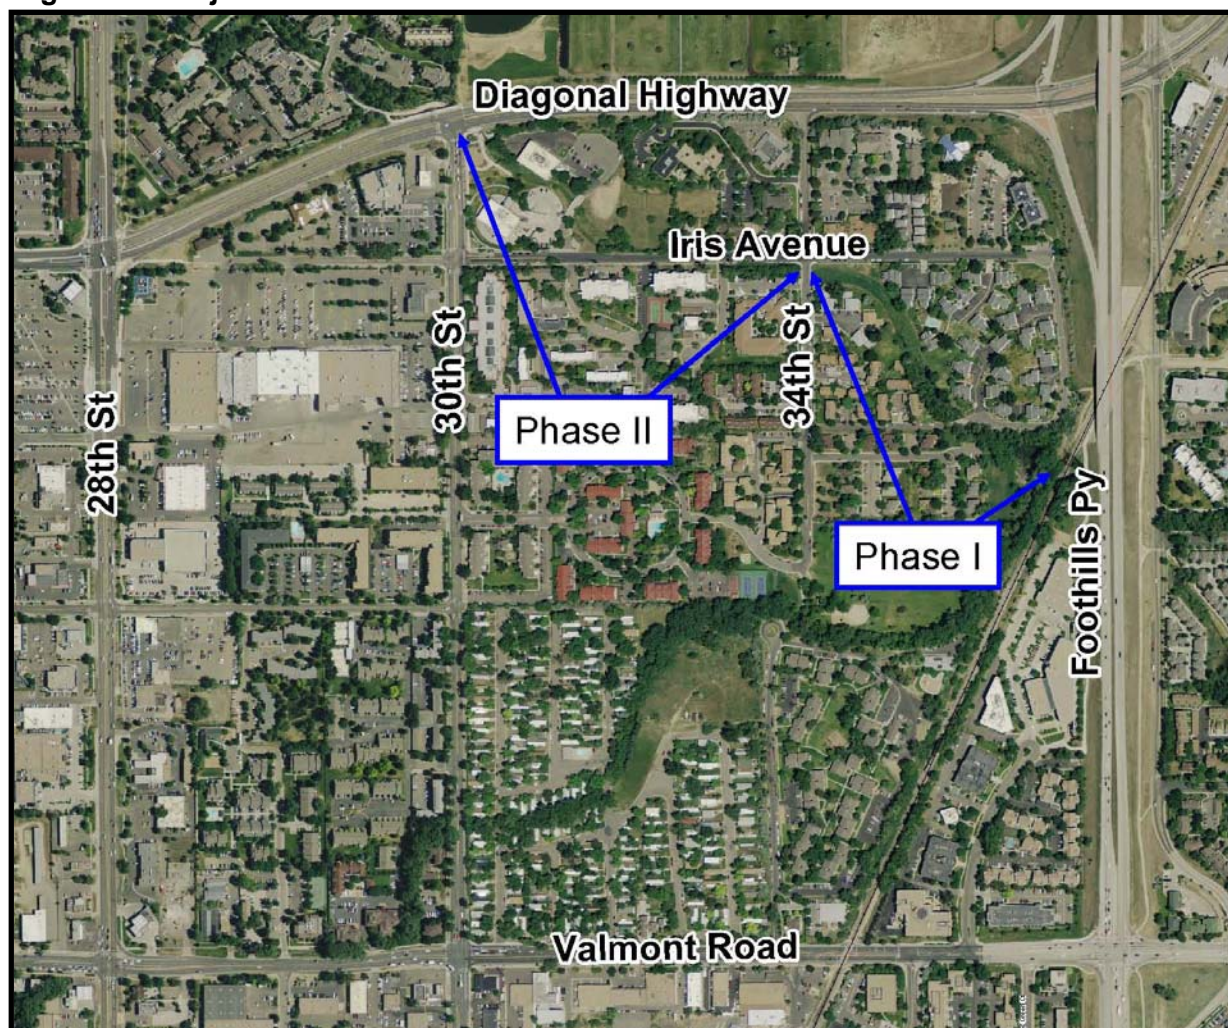 Diagonal Highway
Iris Avenue
30th St
34th St
28th St
Phase II
Phase I
Foothills Py
Valmont Road